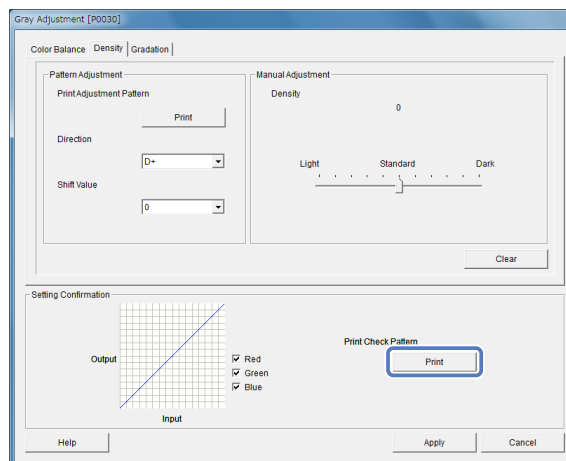 Gray Adjustment [P0030]
Color Balance Density Gradation
Pattern Adjustment
Print Adjustment Pattern
Print
Direction
D+
Shift Value
0
Manual Adjustment
Density
0
Light Standard Dark
Clear
Setting Confirmation
Output
Input
Red
Green
Blue
Print Check Pattern
Print
Help Apply Cancel